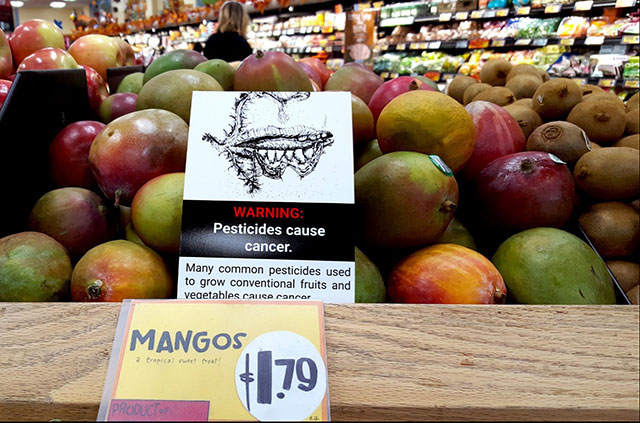 WARNING:
Pesticides cause
cancer.
Many common pesticides used
to grow conventional fruits and
vegetables cause cancer
MANGOS
a tropical sweet treat!
$1.79
PRODUCT OF